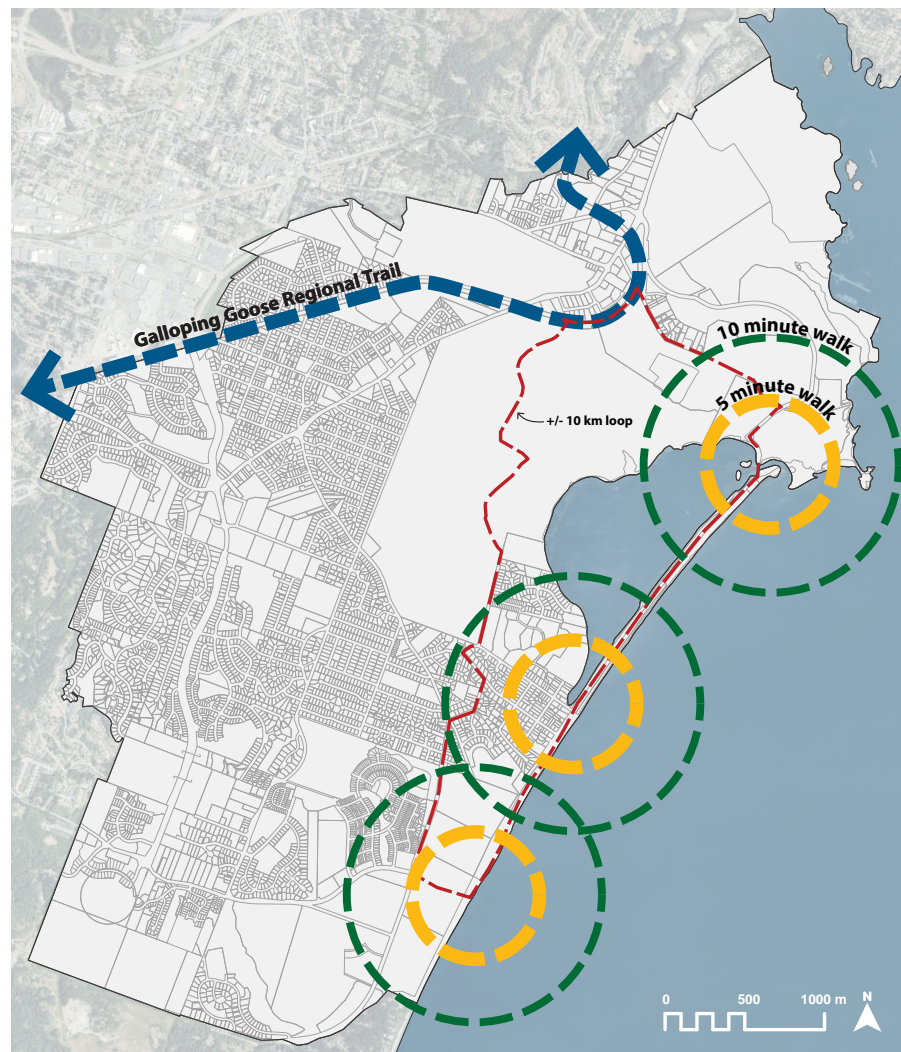 Galloping Goose Regional Trail
10 minute walk
5 minute walk
+/- 10 km loop
0 500 1000 m N